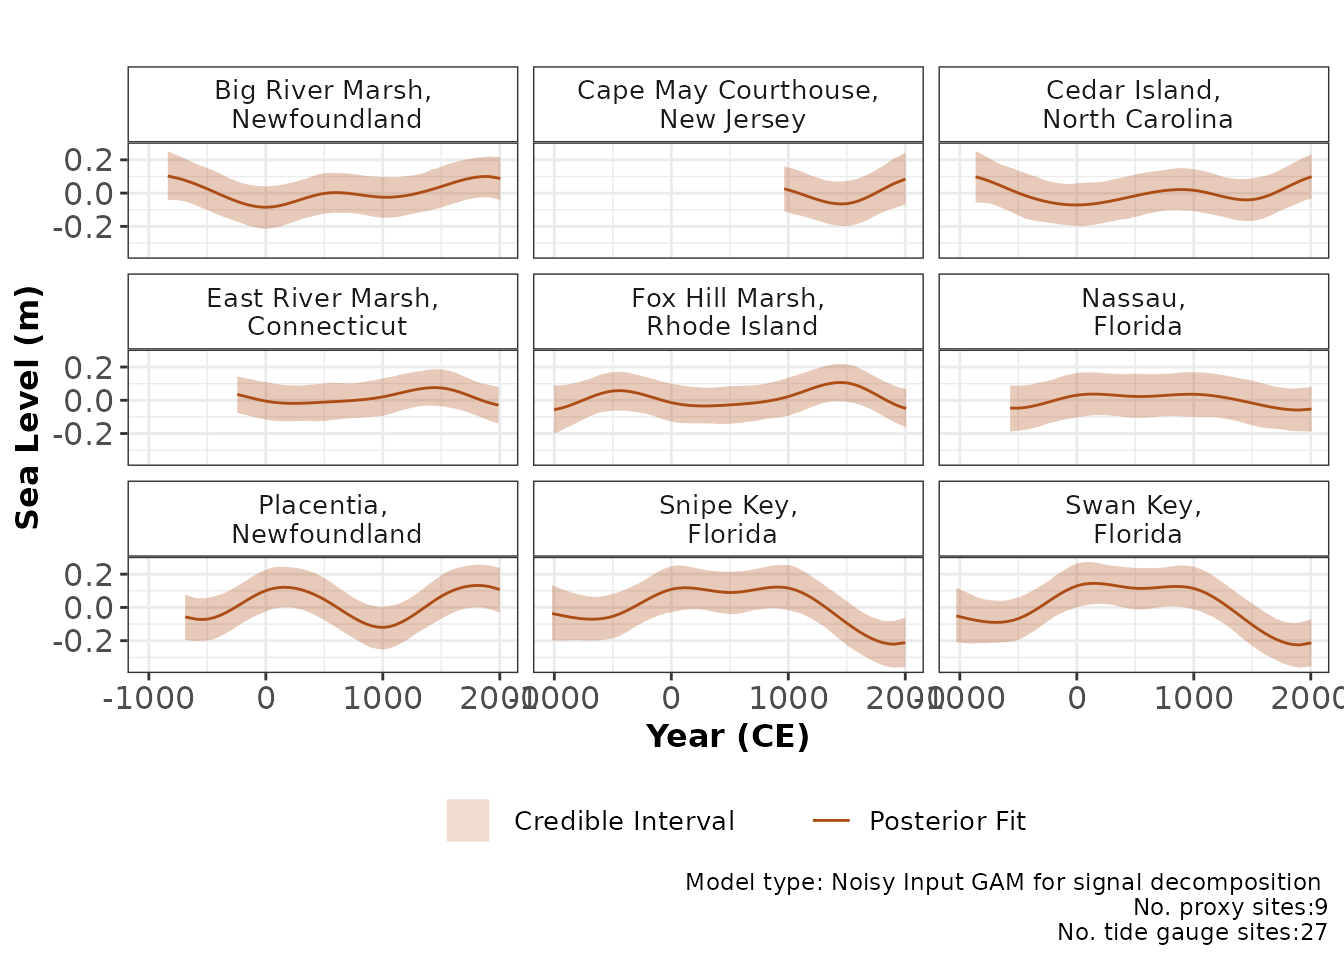 Big River Marsh,
Newfoundland
Cape May Courthouse,
New Jersey
Cedar Island,
North Carolina
0.2
0.0
-0.2
East River Marsh,
Connecticut
Fox Hill Marsh,
Rhode Island
Nassau,
Florida
0.2
0.0
-0.2
Sea Level (m)
Placentia,
Newfoundland
Snipe Key,
Florida
Swan Key,
Florida
0.2
0.0
-0.2
-1000 0 1000 2000 -1000 0 1000 2000 -1000 0 1000 2000
Year (CE)
Credible Interval Posterior Fit
Model type: Noisy Input GAM for signal decomposition
No. proxy sites:9
No. tide gauge sites:27